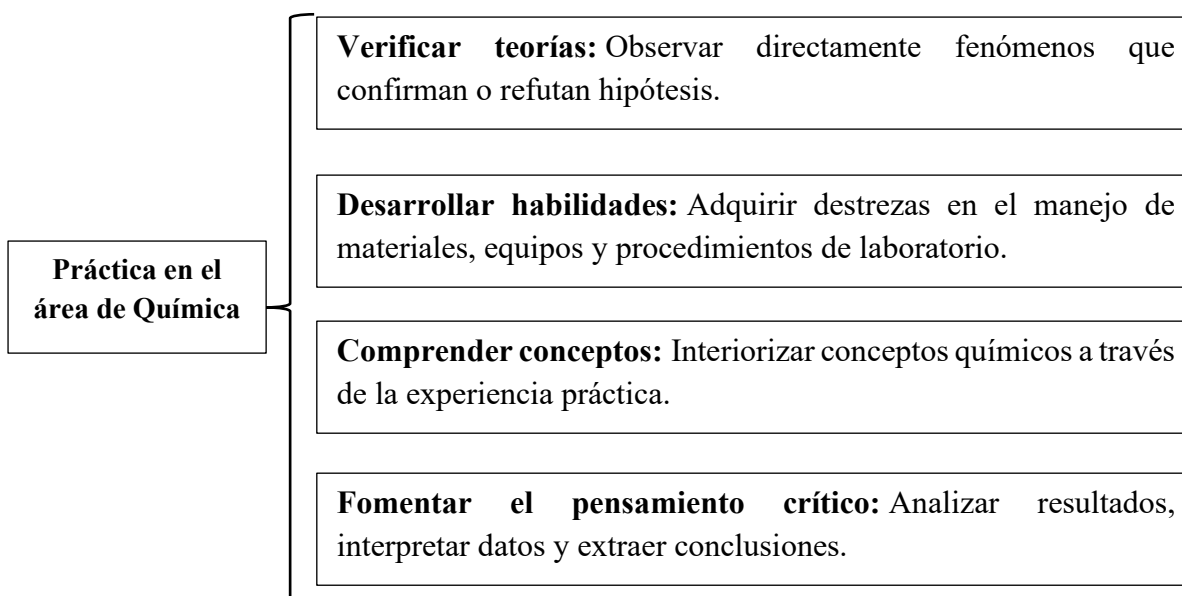 Verificar teorías: Observar directamente fenómenos que
confirman o refutan hipótesis.
Desarrollar habilidades: Adquirir destrezas en el manejo de
materiales, equipos y procedimientos de laboratorio.
Práctica en el
área de Química
Comprender conceptos: Interiorizar conceptos químicos a través
de la experiencia práctica.
Fomentar el pensamiento crítico: Analizar resultados,
interpretar datos y extraer conclusiones.